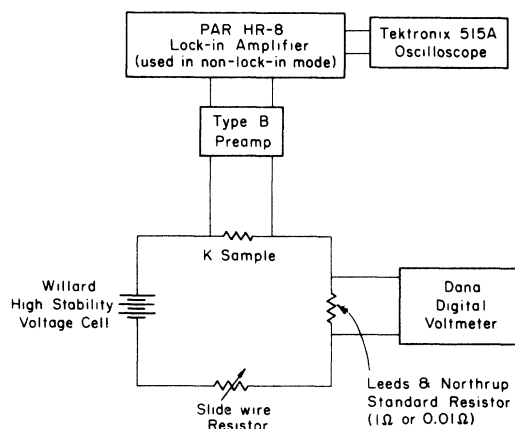 PAR HR-8
Lock-in Amplifier
(used in non-lock-in mode)
Tektronix 515A
Oscilloscope
Type B
Preamp
K Sample
Willard
High Stability
Voltage Cell
Dana
Digital
Voltmeter
Slide wire
Resistor
Leeds & Northrup
Standard Resistor
(1Ω or 0.01Ω)